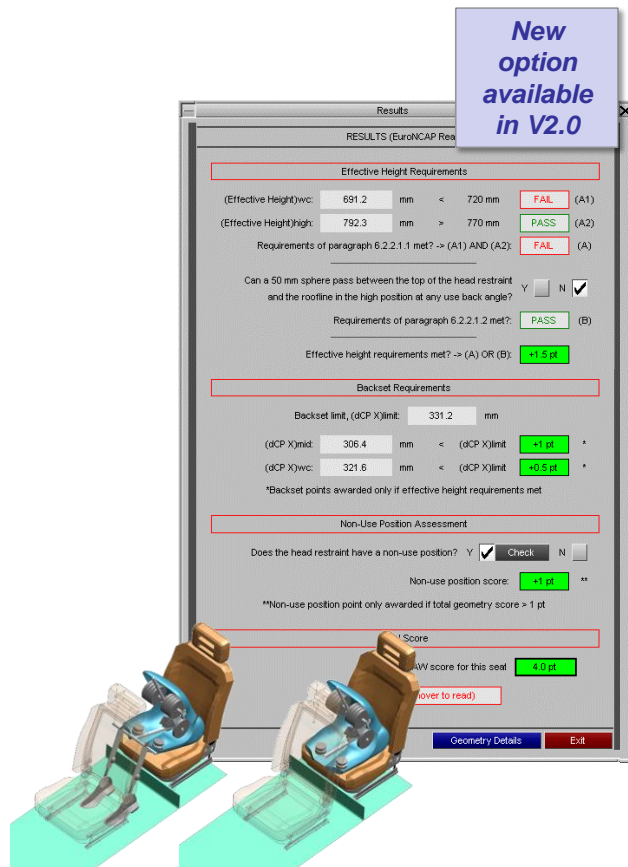 New
option
available
in V2.0
Results
RESULTS (EuroNCAP Rea
Effective Height Requirements
(Effective Height)wc: 691.2 mm < 720 mm FAIL (A1)
(Effective Height)high: 792.3 mm > 770 mm PASS (A2)
Requirements of paragraph 6.2.2.1.1 met? -> (A1) AND (A2): FAIL (A)
Can a 50 mm sphere pass between the top of the head restraint
and the roofline in the high position at any use back angle? Y N
Requirements of paragraph 6.2.2.1.2 met?: PASS (B)
Effective height requirements met? -> (A) OR (B): +1.5 pt
Backset Requirements
Backset limit, (dCP X)limit: 331.2 mm
(dCP X)mid: 306.4 mm < (dCP X)limit +1 pt *
(dCP X)wc: 321.6 mm < (dCP X)limit +0.5 pt *
*Backset points awarded only if effective height requirements met
Non-Use Position Assessment
Does the head restraint have a non-use position? Y Check N
Non-use position score: +1 pt **
**Non-use position point only awarded if total geometry score > 1 pt
Score
AW score for this seat 4.0 pt
over to read)
Geometry Details Exit